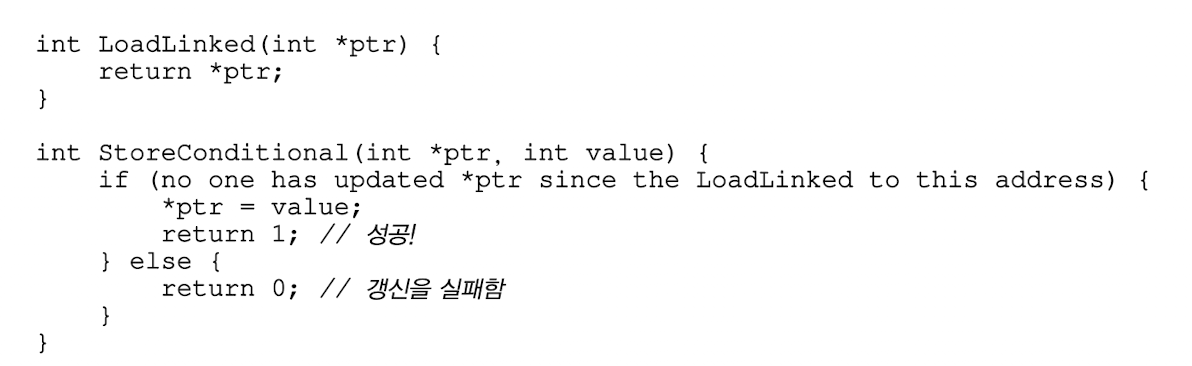 int LoadLinked(int *ptr) {
    return *ptr;
}

int StoreConditional(int *ptr, int value) {
    if (no one has updated *ptr since the LoadLinked to this address) {
        *ptr = value;
        return 1; // 성공!
    } else {
        return 0; // 갱신을 실패함
    }
}